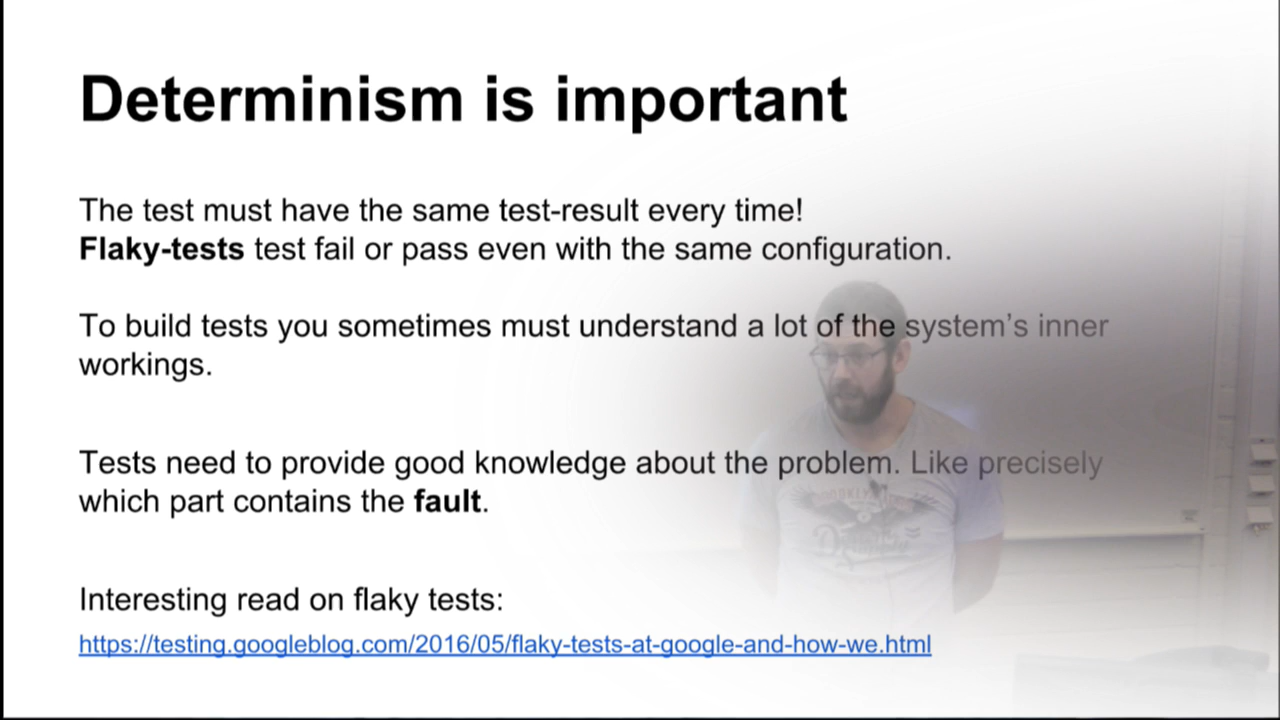 Determinism is important
The test must have the same test-result every time!
Flaky-tests test fail or pass even with the same configuration.
To build tests you sometimes must understand a lot of the system’s inner
workings.
Tests need to provide good knowledge about the problem. Like precisely
which part contains the fault.
Interesting read on flaky tests:
https://testing.googleblog.com/2016/05/flaky-tests-at-google-and-how-we.html